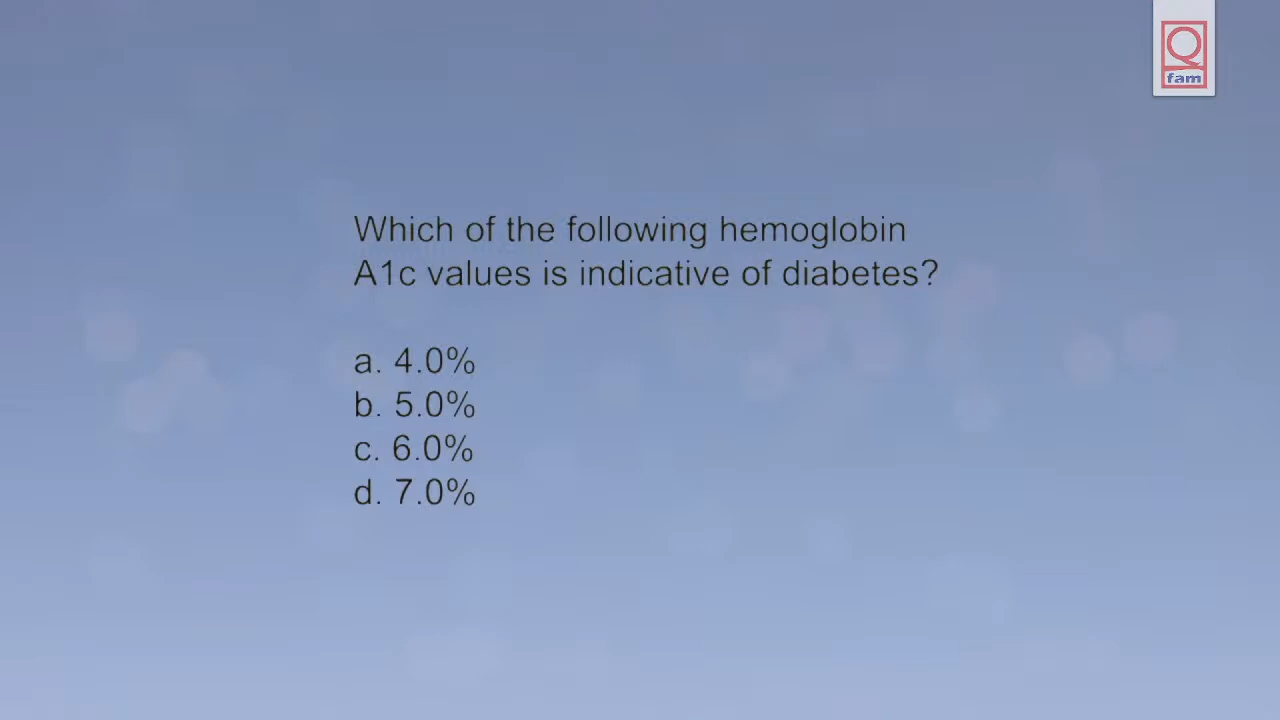 Q
fam
Which of the following hemoglobin
A1c values is indicative of diabetes?
a. 4.0%
b. 5.0%
c. 6.0%
d. 7.0%